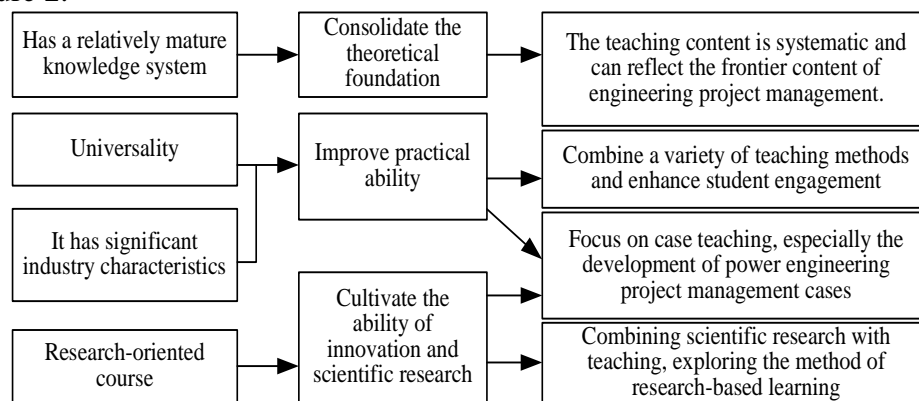 Has a relatively mature
knowledge system
Consolidate the
theoretical
foundation
The teaching content is systematic and
can reflect the frontier content of
engineering project management.
Universality
Improve practical
ability
Combine a variety of teaching methods
and enhance student engagement
It has significant
industry characteristics
Focus on case teaching, especially the
development of power engineering
project management cases
Cultivate the
ability of
innovation and
scientific research
Research-oriented
course
Combining scientific research with
teaching, exploring the method of
research-based learning